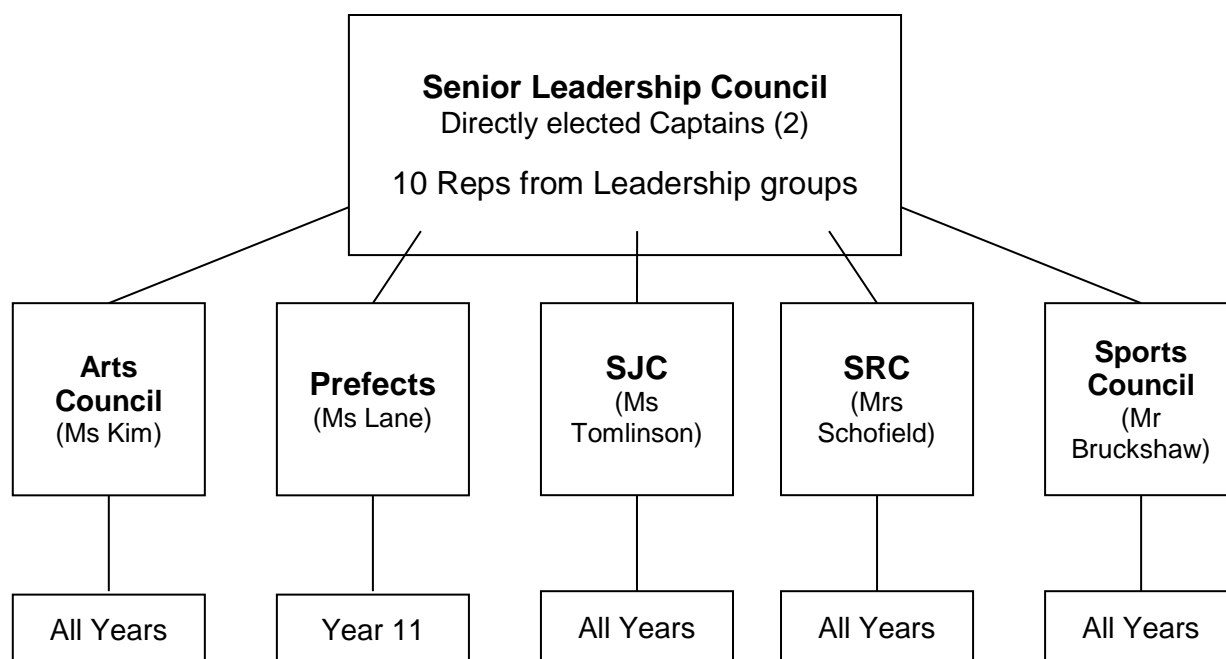 Senior Leadership Council
Directly elected Captains (2)
10 Reps from Leadership groups
Arts
Council
(Ms Kim)
Prefects
(Ms Lane)
SJC
(Ms
Tomlinson)
SRC
(Mrs
Schofield)
Sports
Council
(Mr
Bruckshaw)
All Years
Year 11
All Years
All Years
All Years